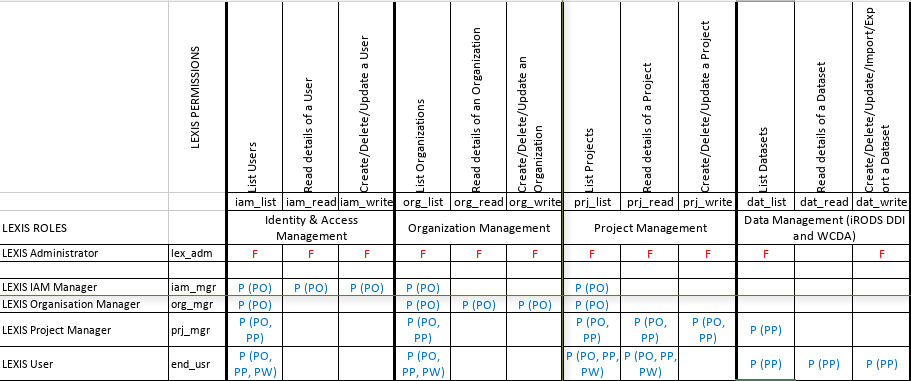 LEXIS PERMISSIONS
List Users
Read details of a User
Create/Delete/Update a User
List Organizations
Read details of an Organization
Create/Delete/Update an
Organization
List Projects
Read details of a Project
Create/Delete/Update a Project
List Datasets
Read details of a Dataset
Create/Delete/Update/Import/Exp
ort a Dataset
iam_list iam_read iam_write org_list org_read org_write prj_list prj_read prj_write dat_list dat_read dat_write
LEXIS ROLES
Identity & Access
Management
Organization Management
Project Management
Data Management (iRODS DDI
and WCDA)
LEXIS Administrator lex_adm F F F F F F F F F F F
LEXIS IAM Manager iam_mgr P (PO) P (PO) P (PO) P (PO) P (PO)
LEXIS Organisation Manager org_mgr P (PO) P (PO) P (PO) P (PO) P (PO)
LEXIS Project Manager prj_mgr
P (PO,
PP)
P (PO,
PP)
P (PO,
PP)
P (PO,
PP)
P (PO,
PP)
P (PP)
LEXIS User end_usr
P (PO,
PP, PW)
P (PO,
PP, PW)
P (PO, PP,
PW)
P (PO, PP,
PW)
P (PP) P (PP) P (PP)